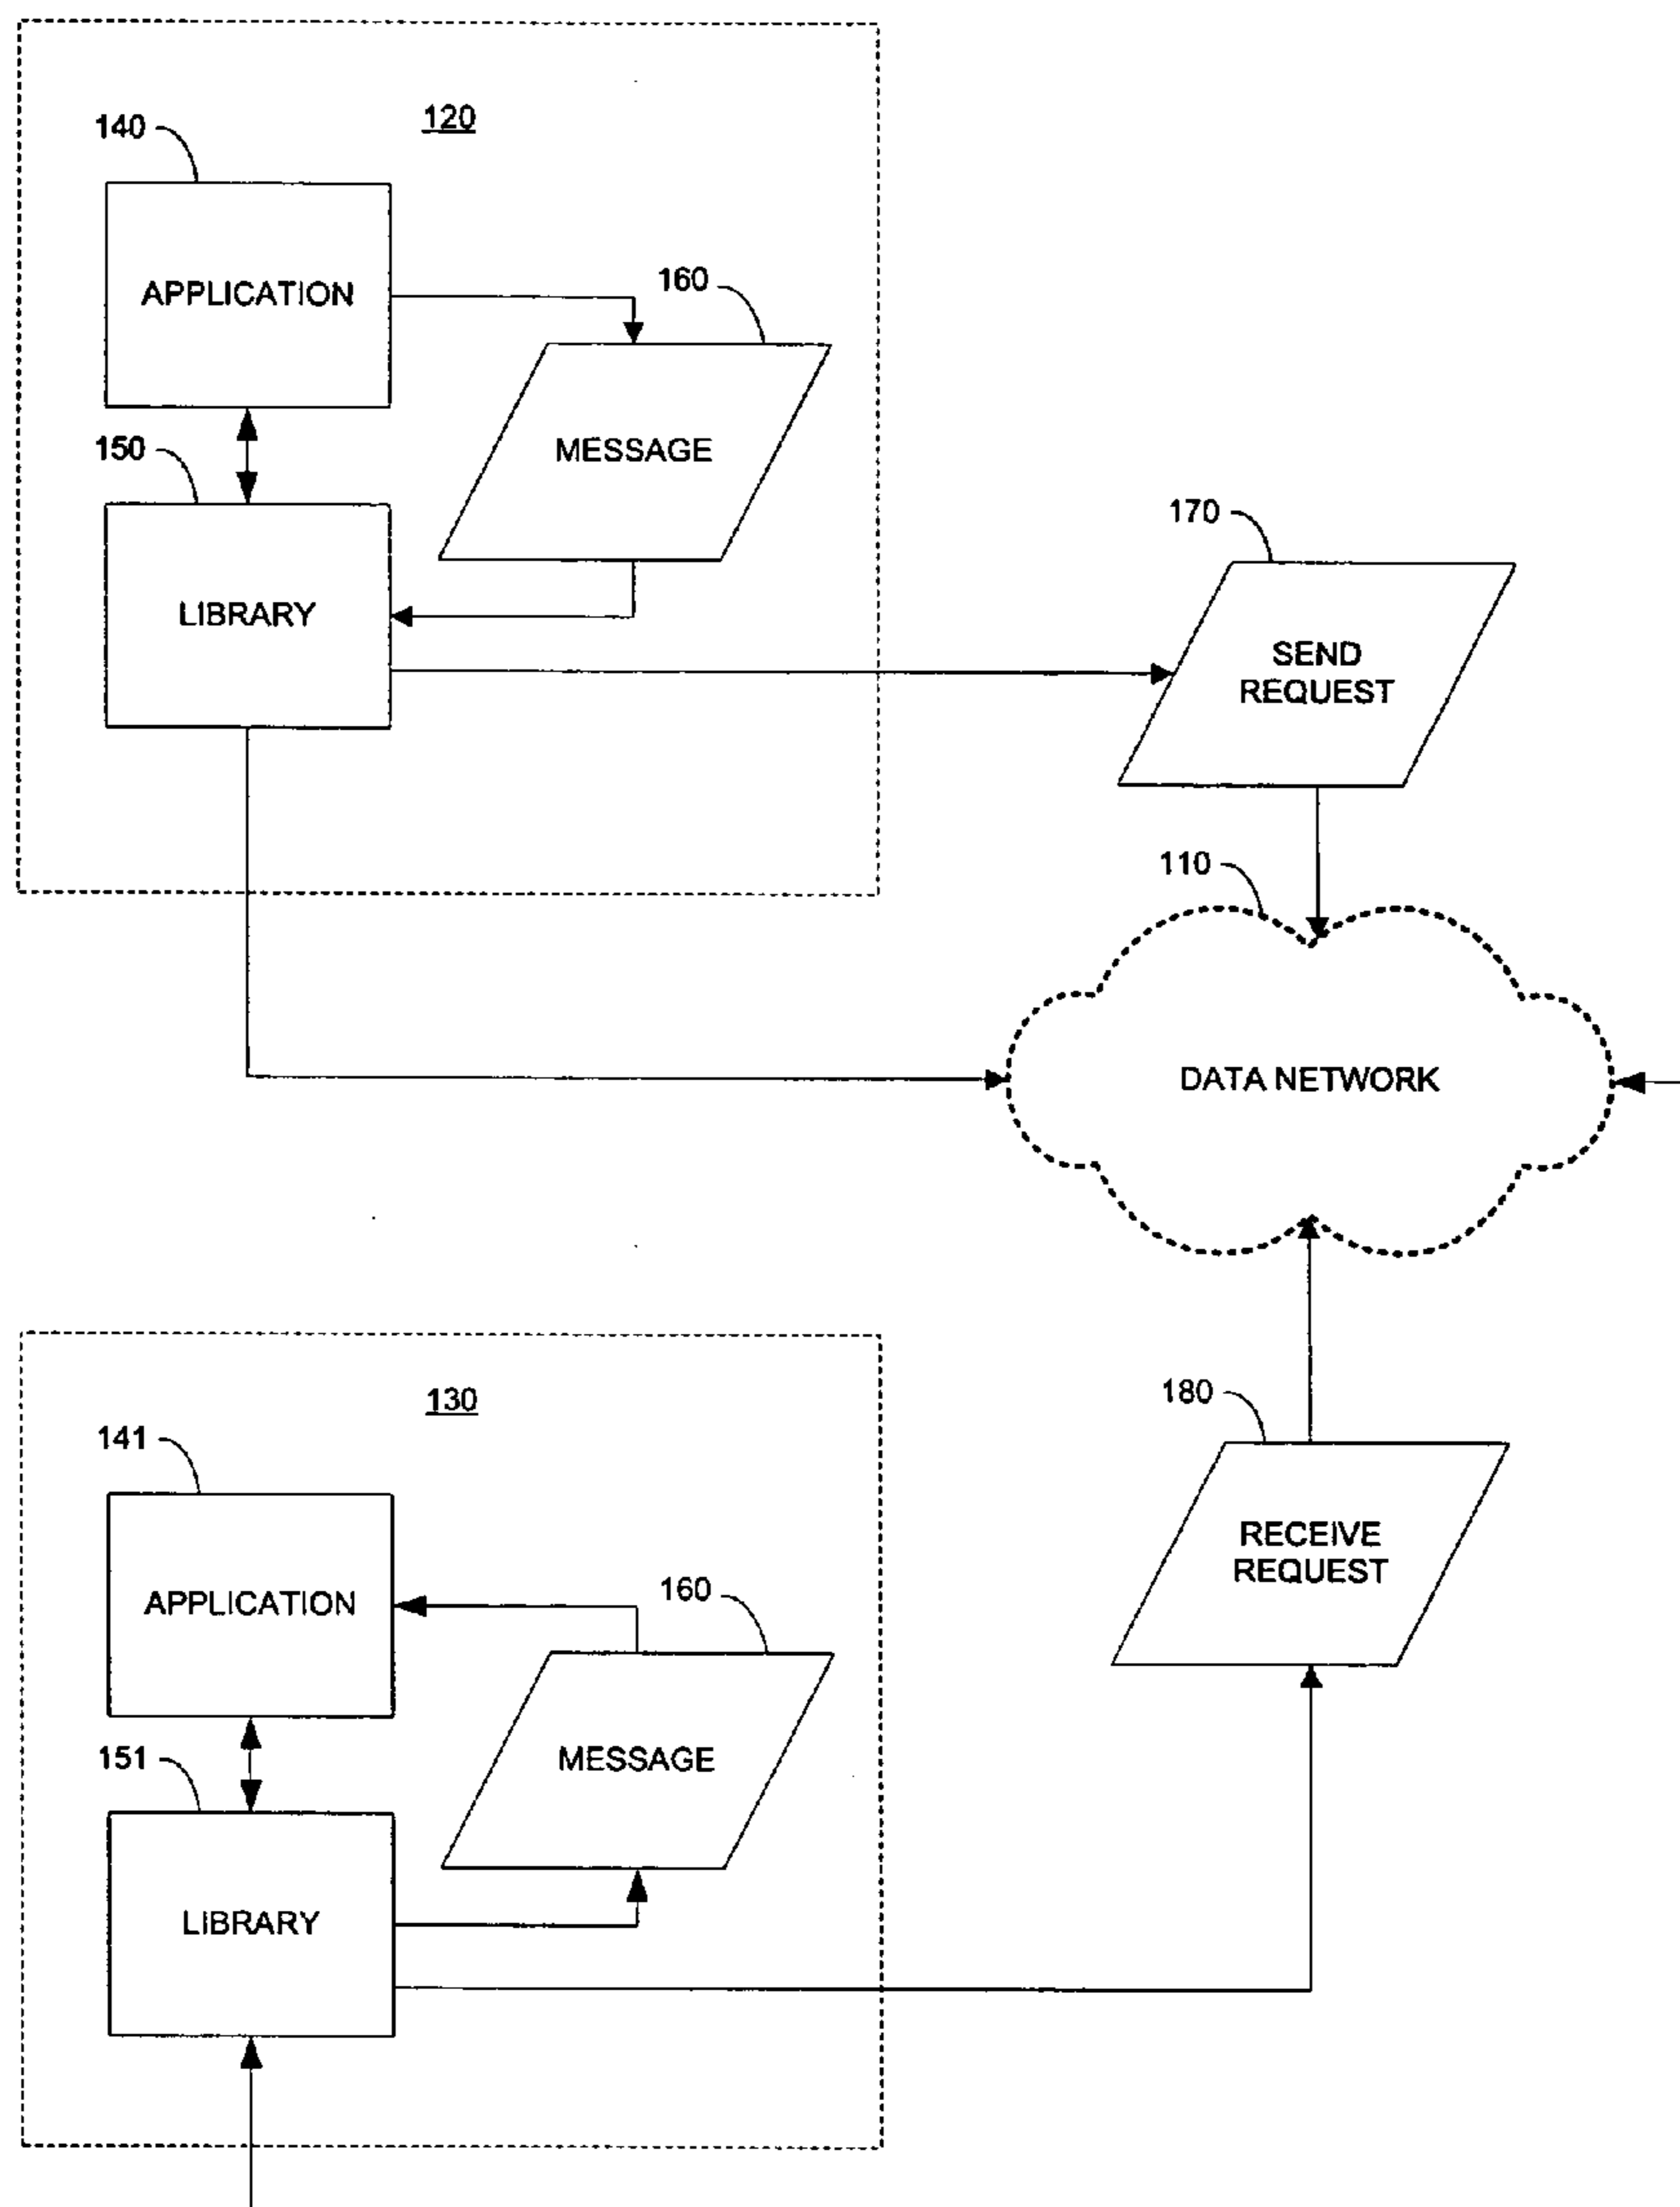 120
140
APPLICATION
160
MESSAGE
150
LIBRARY
170
SEND
REQUEST
110
DATA NETWORK
130
141
APPLICATION
160
MESSAGE
151
LIBRARY
180
RECEIVE
REQUEST